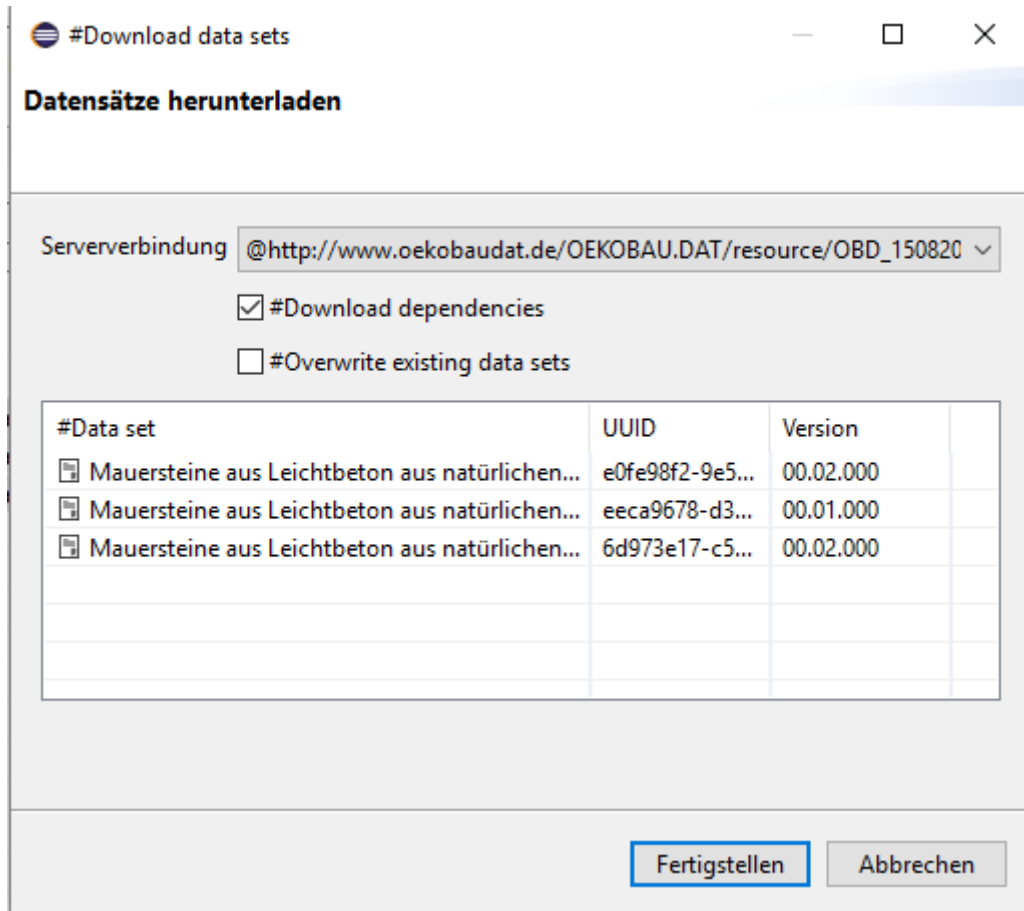 #Download data sets
Datensätze herunterladen
Serververbindung @http://www.oekobaudat.de/OEKOBAU.DAT/resource/OBD_150820
#Download dependencies
#Overwrite existing data sets
#Data set UUID Version
Mauersteine aus Leichtbeton aus natürlichen... e0fe98f2-9e5... 00.02.000
Mauersteine aus Leichtbeton aus natürlichen... eeca9678-d3... 00.01.000
Mauersteine aus Leichtbeton aus natürlichen... 6d973e17-c5... 00.02.000
Fertigstellen Abbrechen